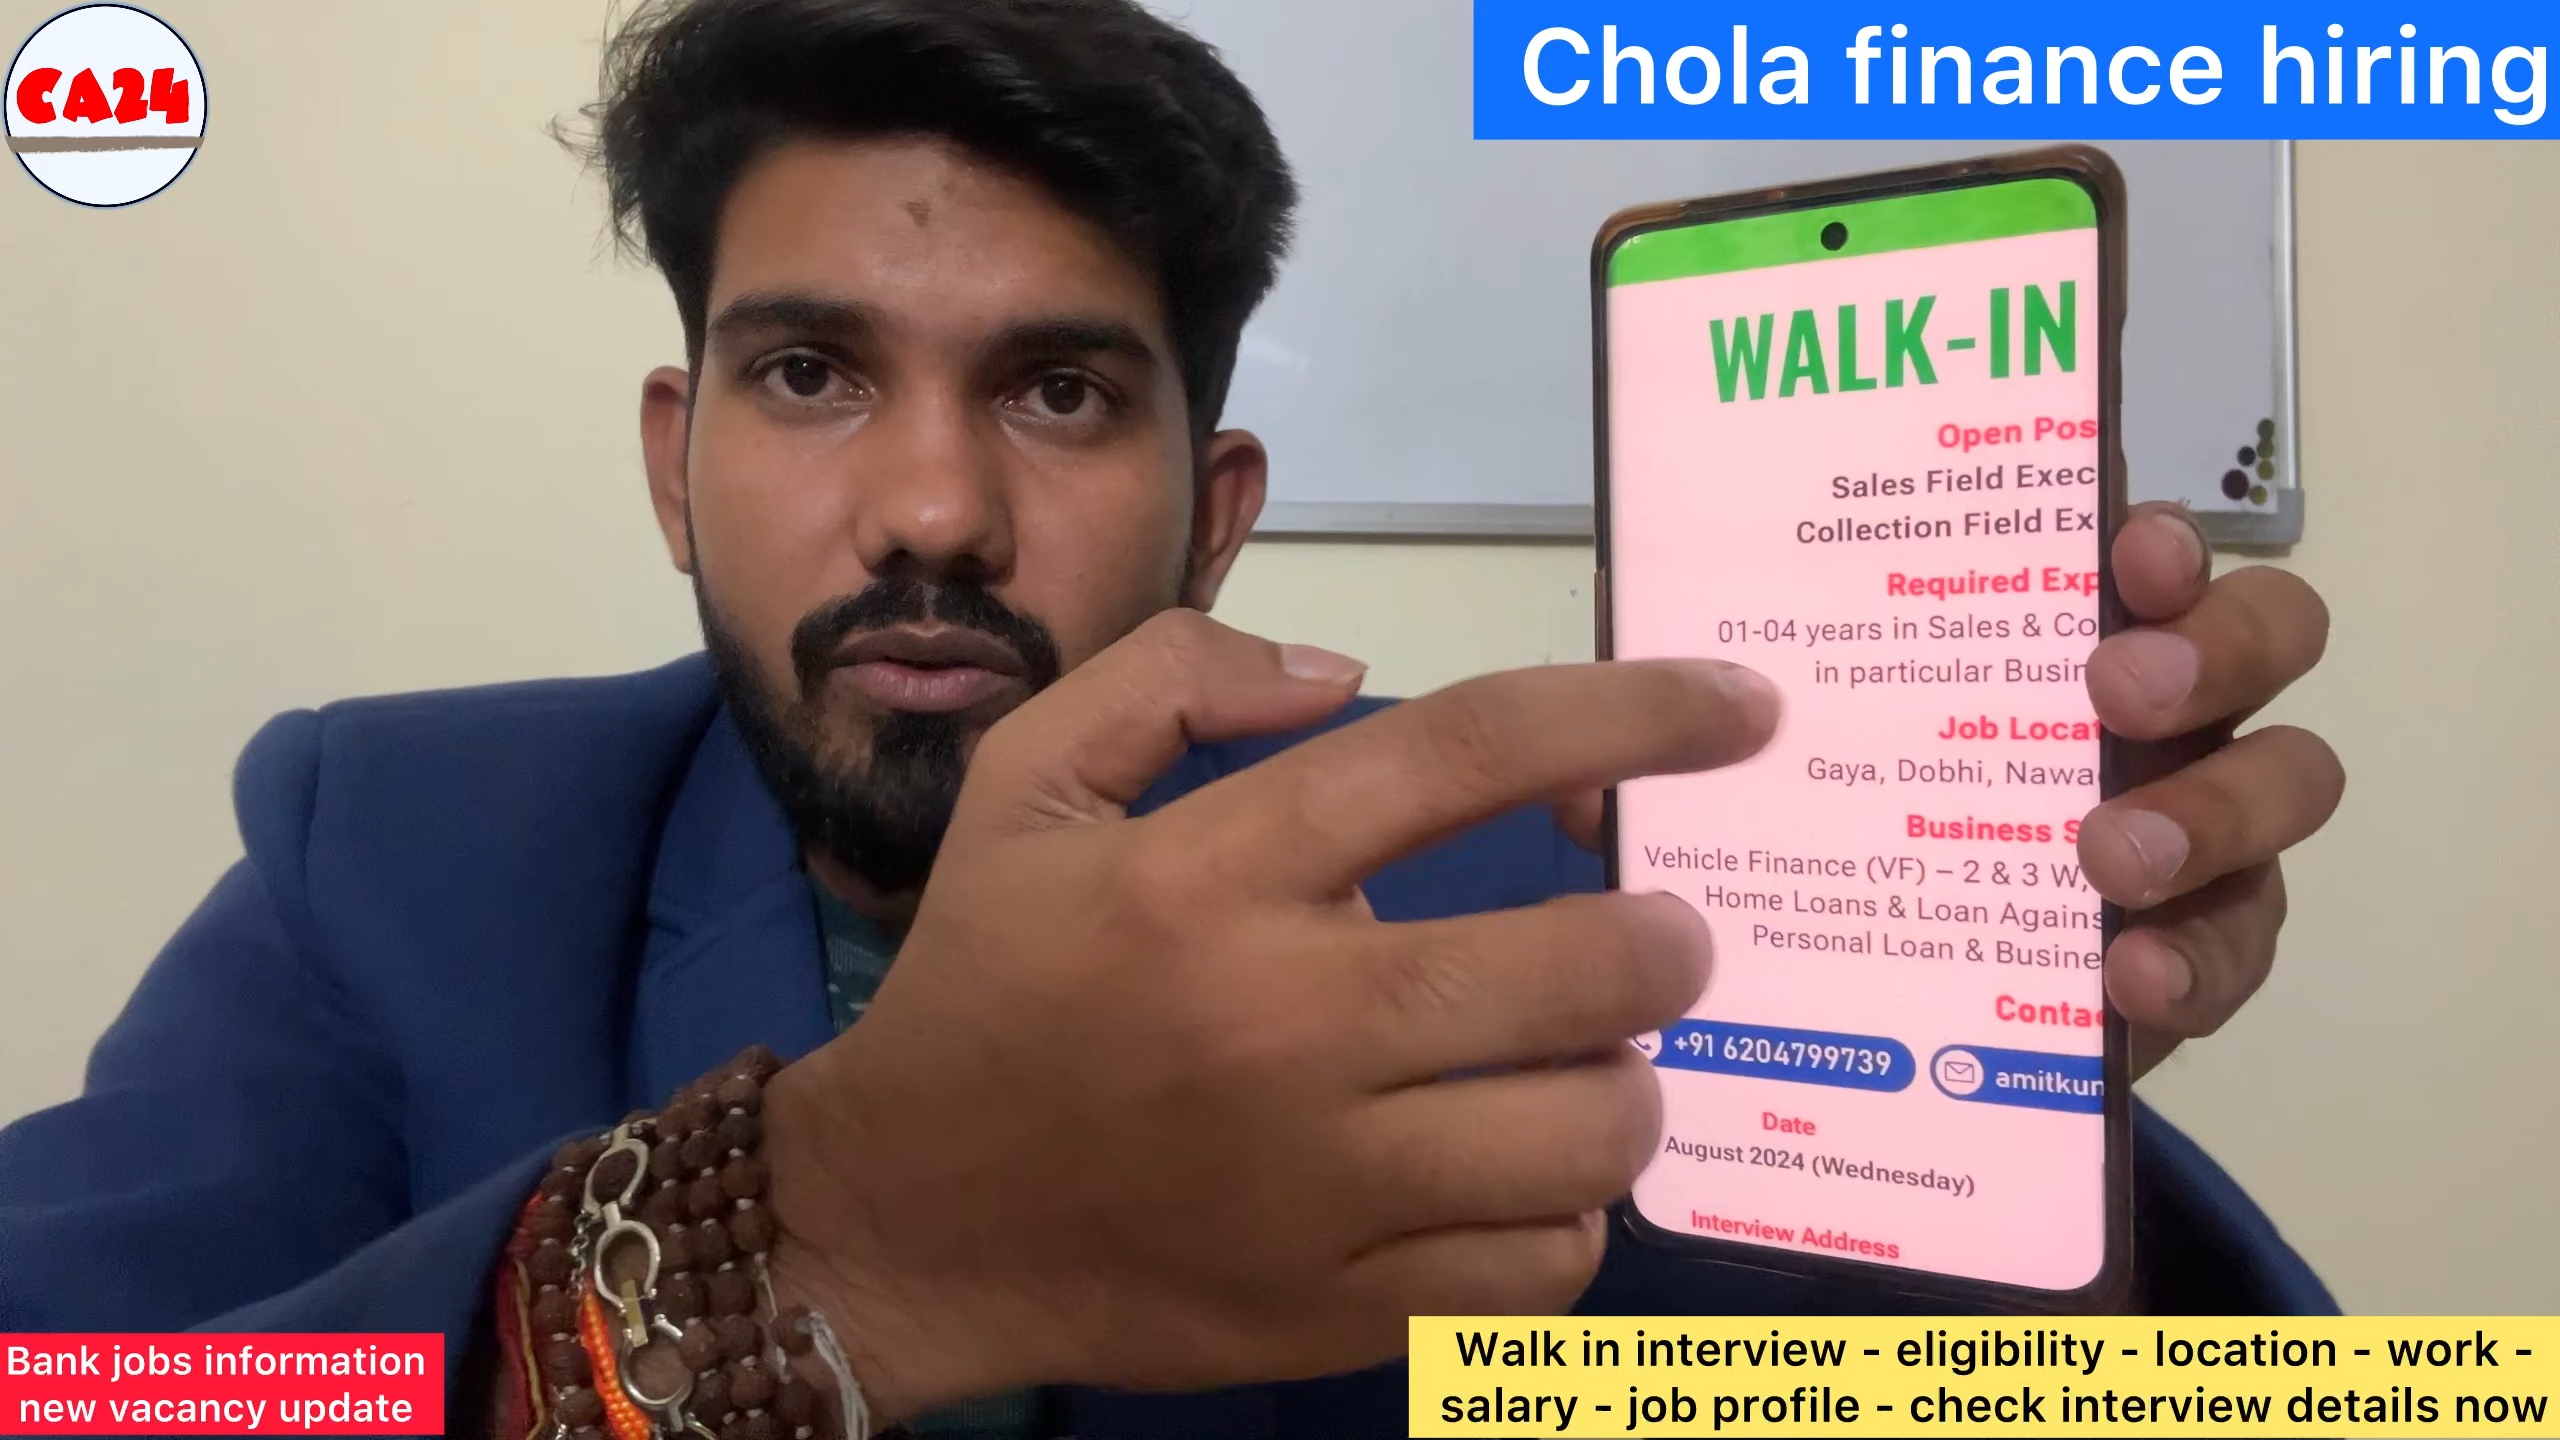 CA24
Chola finance hiring
WALK-IN
Open Pos
Sales Field Exec
Collection Field Ex
Required Exp
01-04 years in Sales & Co
in particular Busin
Job Locat
Gaya, Dobhi, Nawa
Business S
Vehicle Finance (VF) – 2 & 3 W,
Home Loans & Loan Agains
Personal Loan & Busine
Contac
+91 6204799739
amitkum
Date
August 2024 (Wednesday)
Interview Address
Bank jobs information
new vacancy update
Walk in interview - eligibility - location - work -
salary - job profile - check interview details now